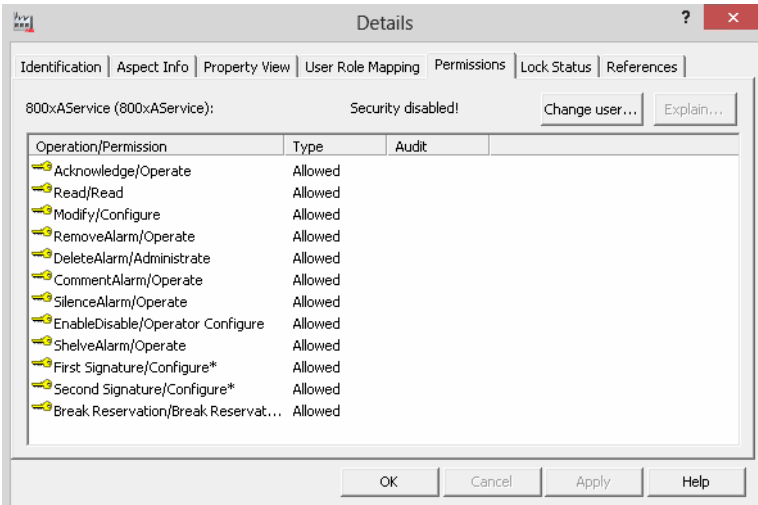 Details
?
×
Identification
Aspect Info
Property View
User Role Mapping
Permissions
Lock Status
References
800xAService (800xAService):
Security disabled!
Change user...
Explain...
Operation/Permission Type Audit
Acknowledge/Operate Allowed
Read/Read Allowed
Modify/Configure Allowed
RemoveAlarm/Operate Allowed
DeleteAlarm/Administrate Allowed
CommentAlarm/Operate Allowed
SilenceAlarm/Operate Allowed
EnableDisable/Operator Configure Allowed
ShelveAlarm/Operate Allowed
First Signature/Configure* Allowed
Second Signature/Configure* Allowed
Break Reservation/Break Reservat... Allowed
OK
Cancel
Apply
Help